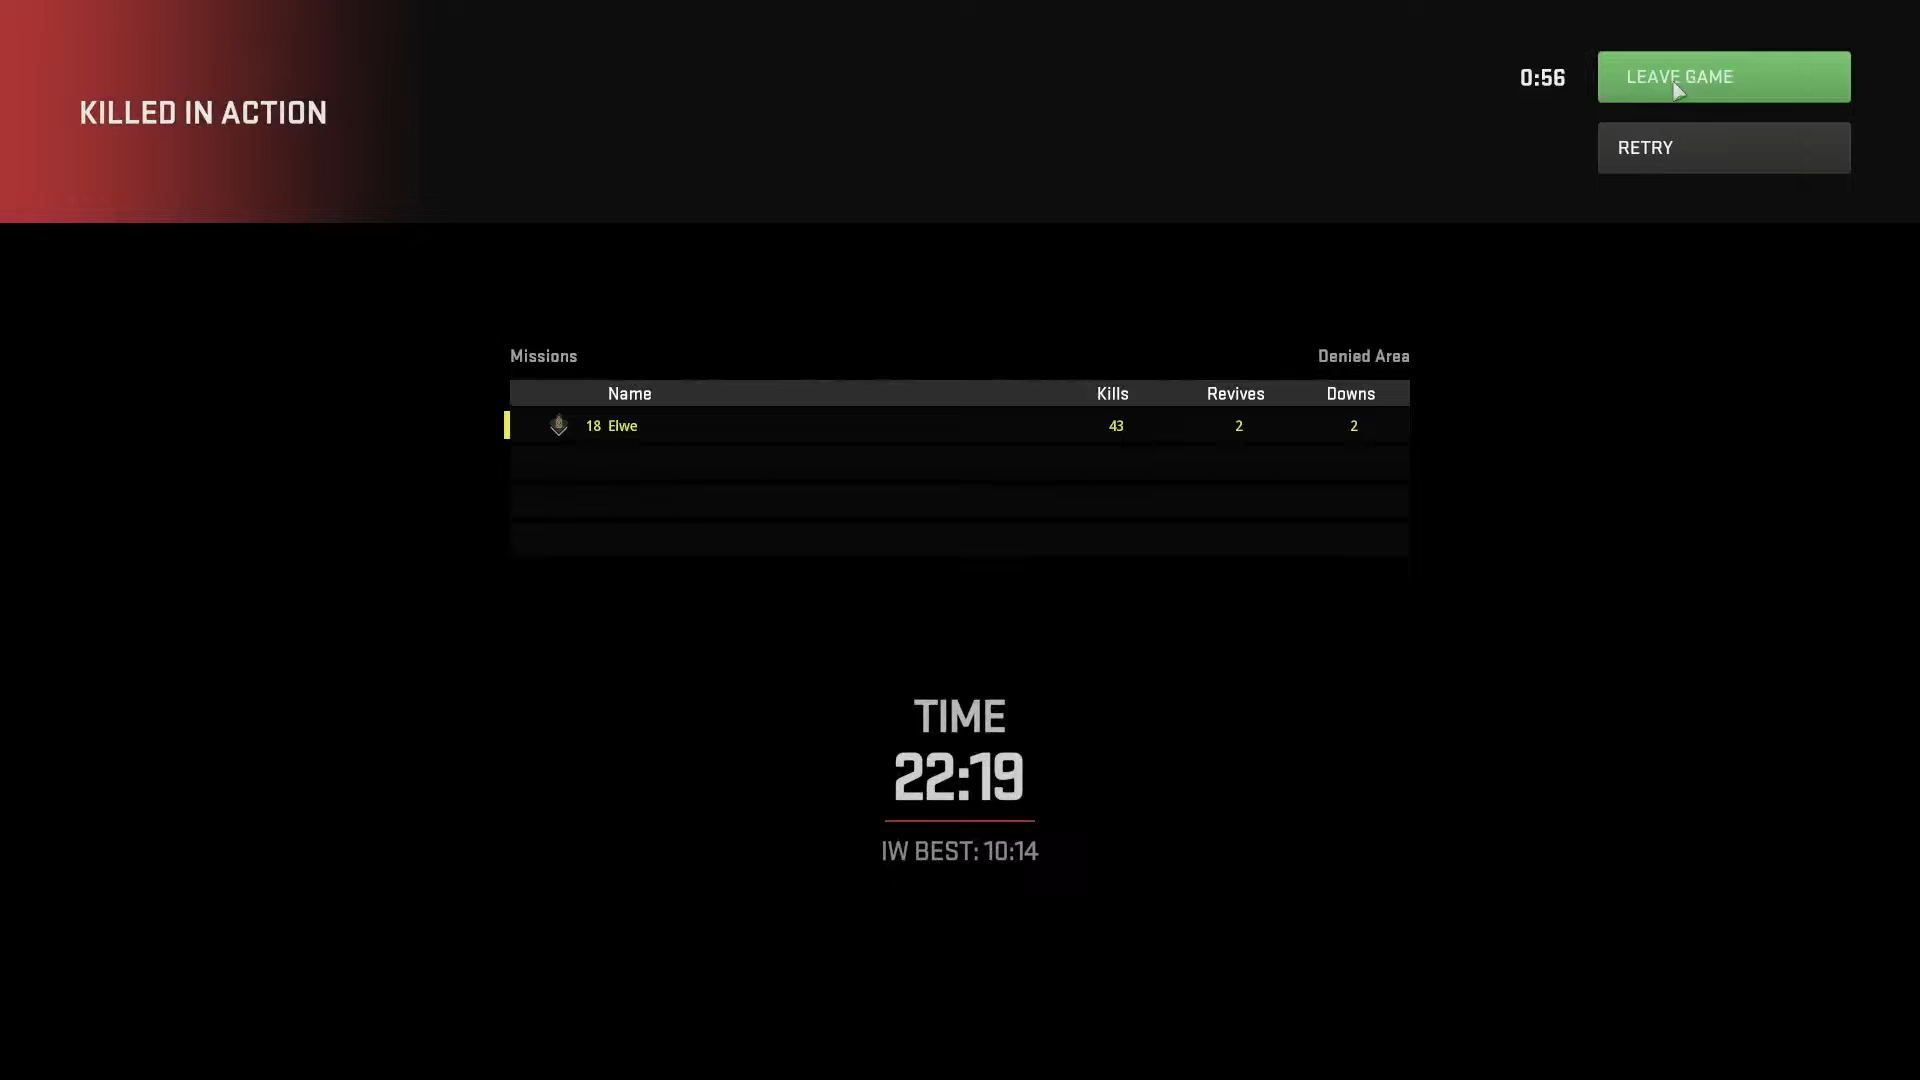 KILLED IN ACTION
0:56
LEAVE GAME
RETRY
Missions Denied Area
Name Kills Revives Downs
18 Elwe 43 2 2
TIME
22:19
IW BEST: 10:14